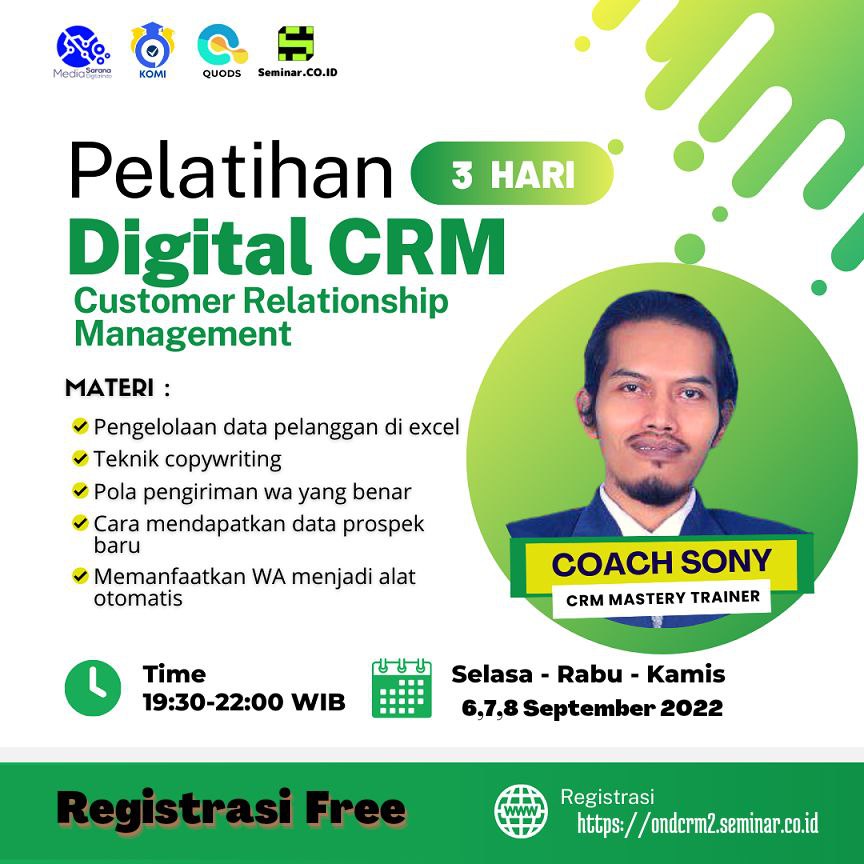 Media Sarana Digitalindo
KOMI
QUODS
Seminar.CO.ID
Pelatihan
3 HARI
Digital CRM
Customer Relationship
Management
MATERI :
Pengelolaan data pelanggan di excel
Teknik copywriting
Pola pengiriman wa yang benar
Cara mendapatkan data prospek
baru
Memanfaatkan WA menjadi alat
otomatis
COACH SONY
CRM MASTERY TRAINER
Time
19:30-22:00 WIB
Selasa - Rabu - Kamis
6,7,8 September 2022
Registrasi Free
WWW
Registrasi
https://ondcrm2.seminar.co.id